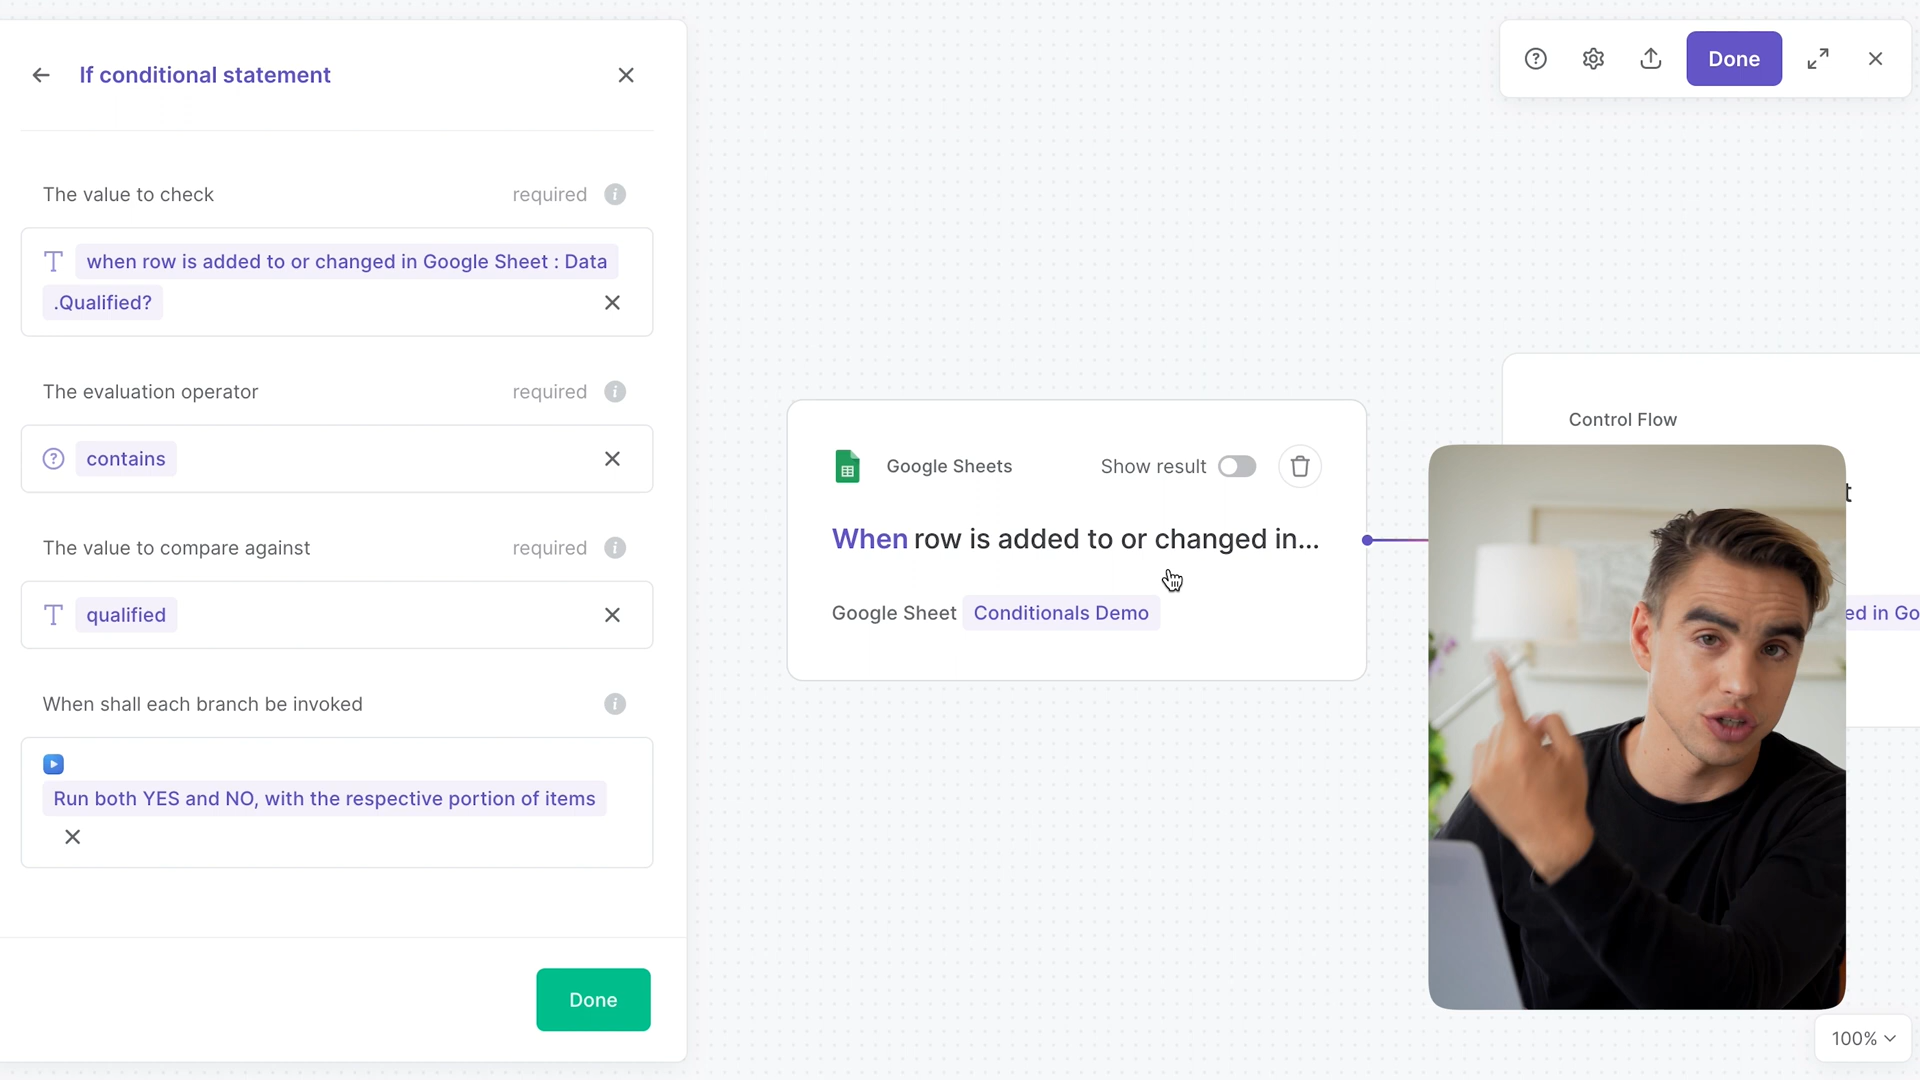 If conditional statement
The value to check
required
when row is added to or changed in Google Sheet : Data
.Qualified?
The evaluation operator
required
contains
The value to compare against
required
qualified
When shall each branch be invoked
Run both YES and NO, with the respective portion of items
Done
Google Sheets
Show result
When row is added to or changed in...
Google Sheet Conditionals Demo
Done
Control Flow
t
ed in Go
100%